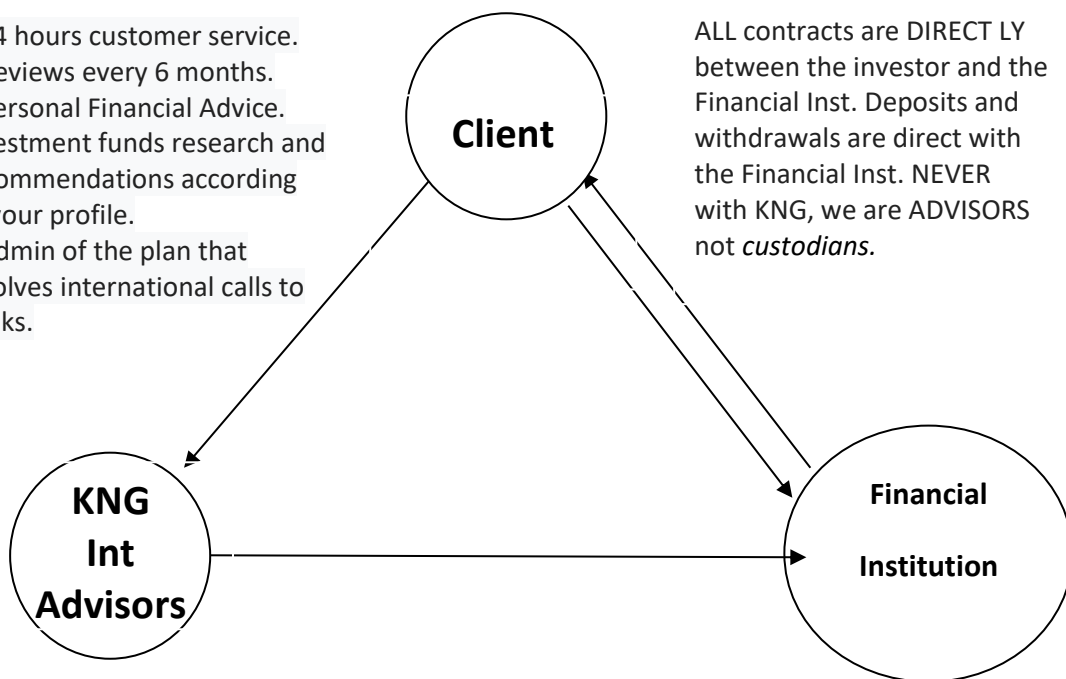 4 hours customer service.
eviews every 6 months.
ersonal Financial Advice.
estment funds research and
ommendations according
your profile.
dmin of the plan that
olves international calls to
ks.
ALL contracts are DIRECT LY
between the investor and the
Financial Inst. Deposits and
withdrawals are direct with
the Financial Inst. NEVER
with KNG, we are ADVISORS
not custodians.
Client
KNG
Int
Advisors
Financial
Institution